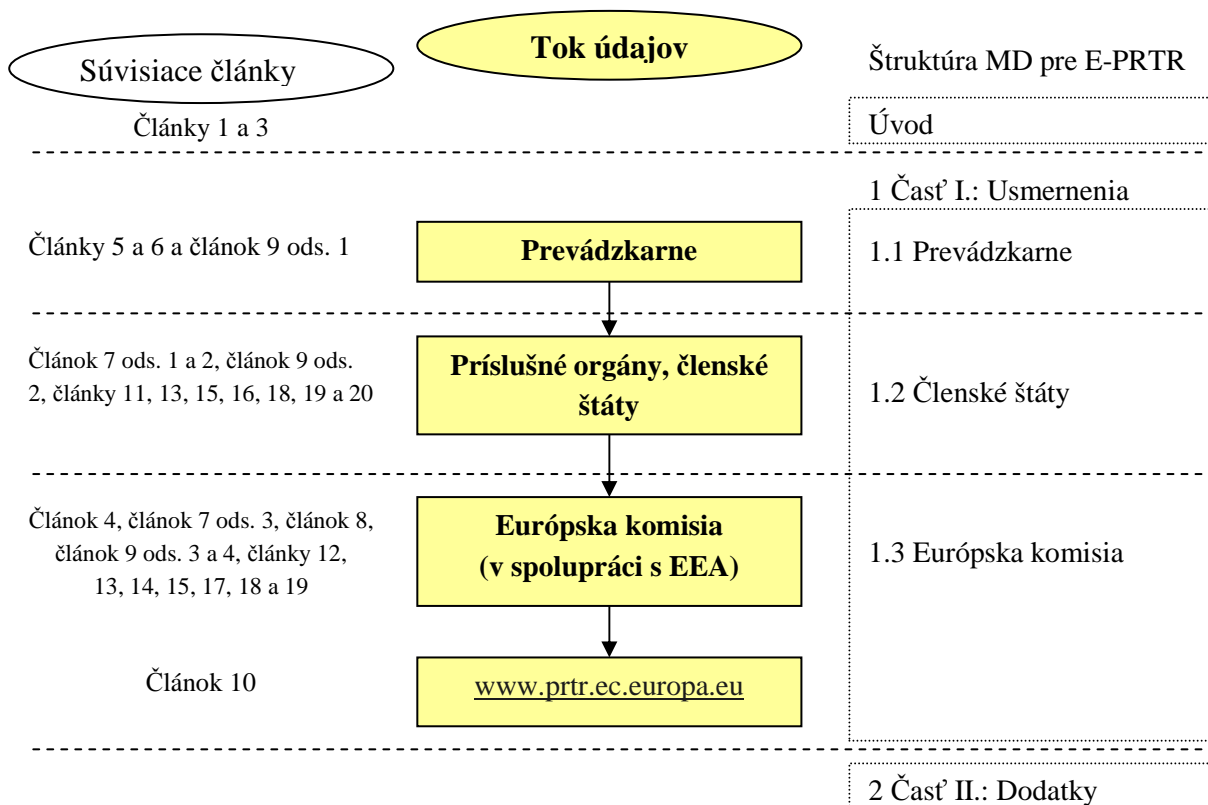 Súvisiace články
Tok údajov
Štruktúra MD pre E-PRTR
Články 1 a 3
Úvod
1 Časť I.: Usmernenia
Články 5 a 6 a článok 9 ods. 1
Prevádzkarne
1.1 Prevádzkarne
Článok 7 ods. 1 a 2, článok 9 ods.
2, články 11, 13, 15, 16, 18, 19 a 20
Príslušné orgány, členské
štáty
1.2 Členské štáty
Článok 4, článok 7 ods. 3, článok 8,
článok 9 ods. 3 a 4, články 12,
13, 14, 15, 17, 18 a 19
Európska komisia
(v spolupráci s EEA)
1.3 Európska komisia
Článok 10
www.prtr.ec.europa.eu
2 Časť II.: Dodatky